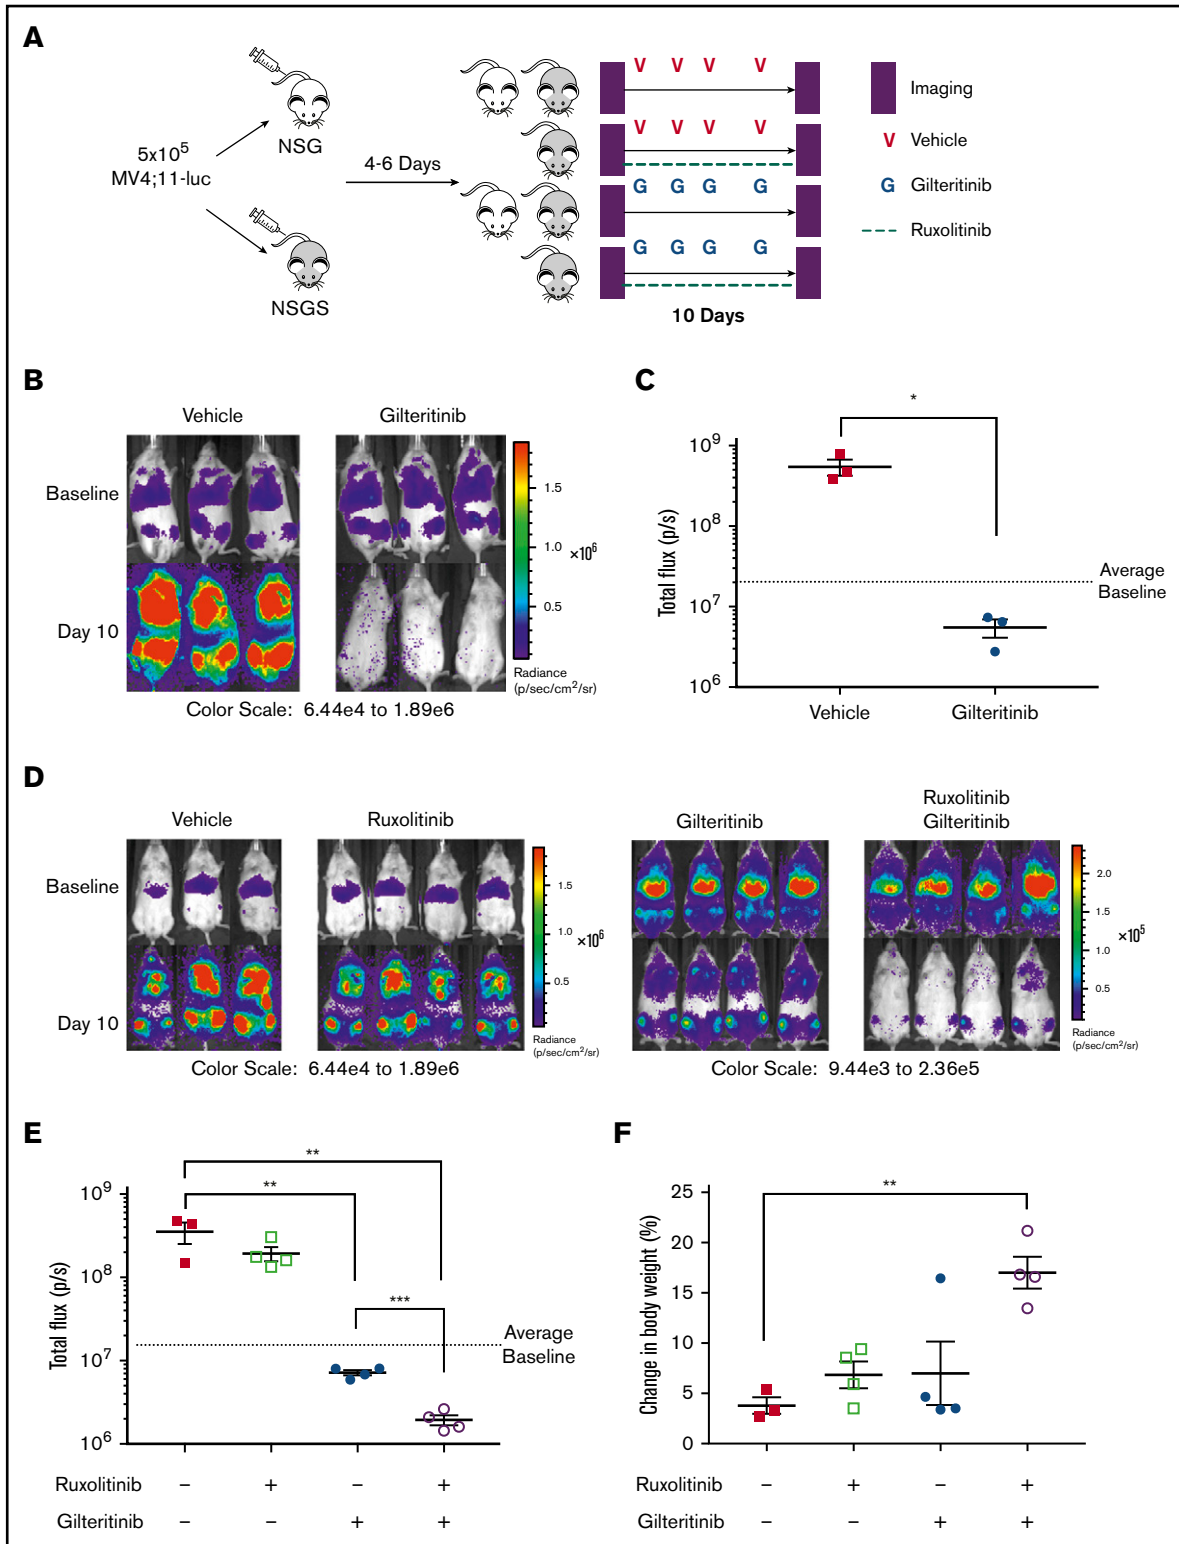 A
5x10⁵
MV4;11-luc
NSG
NSGS
4-6 Days
V V V V
V V V V
G G G G
G G G G
10 Days
Imaging
V Vehicle
G Gilteritinib
Ruxolitinib
B
Vehicle Gilteritinib
Baseline
Day 10
1.5
1.0
0.5
×10⁶
Radiance
(p/sec/cm²/sr)
Color Scale: 6.44e4 to 1.89e6
C
*
Total flux (p/s)
10⁹
10⁸
10⁷
10⁶
Average
Baseline
Vehicle Gilteritinib
D
Vehicle Ruxolitinib
Baseline
Day 10
1.5
1.0
0.5
×10⁶
Radiance
(p/sec/cm²/sr)
Color Scale: 6.44e4 to 1.89e6
Gilteritinib
Ruxolitinib
Gilteritinib
2.0
1.5
1.0
0.5
×10⁵
Radiance
(p/sec/cm²/sr)
Color Scale: 9.44e3 to 2.36e5
E
**
**
***
Total flux (p/s)
10⁹
10⁸
10⁷
10⁶
Average
Baseline
Ruxolitinib − + − +
Gilteritinib − − + +
F
**
Change in body weight (%)
25
20
15
10
5
0
Ruxolitinib − + − +
Gilteritinib − − + +